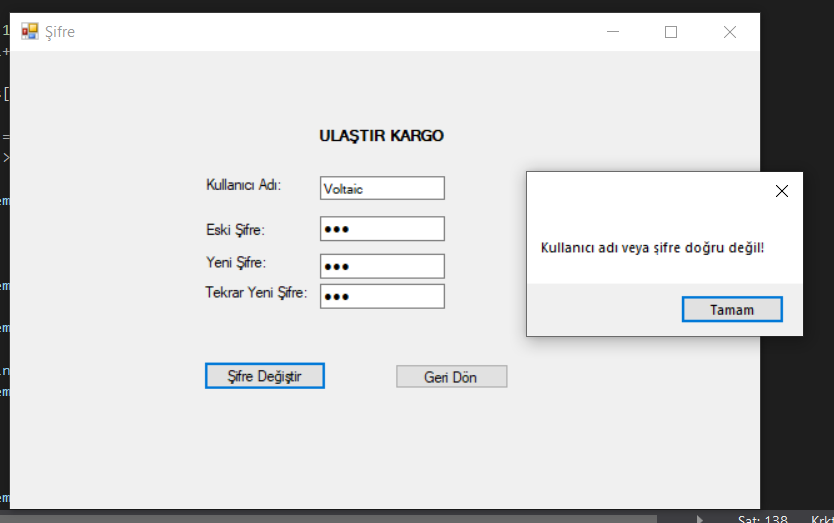 Şifre
ULAŞTIR KARGO
Kullanıcı Adı:
Voltaic
Eski Şifre:
Yeni Şifre:
Tekrar Yeni Şifre:
Şifre Değiştir
Geri Dön
Kullanıcı adı veya şifre doğru değil!
Tamam
Sat: 138